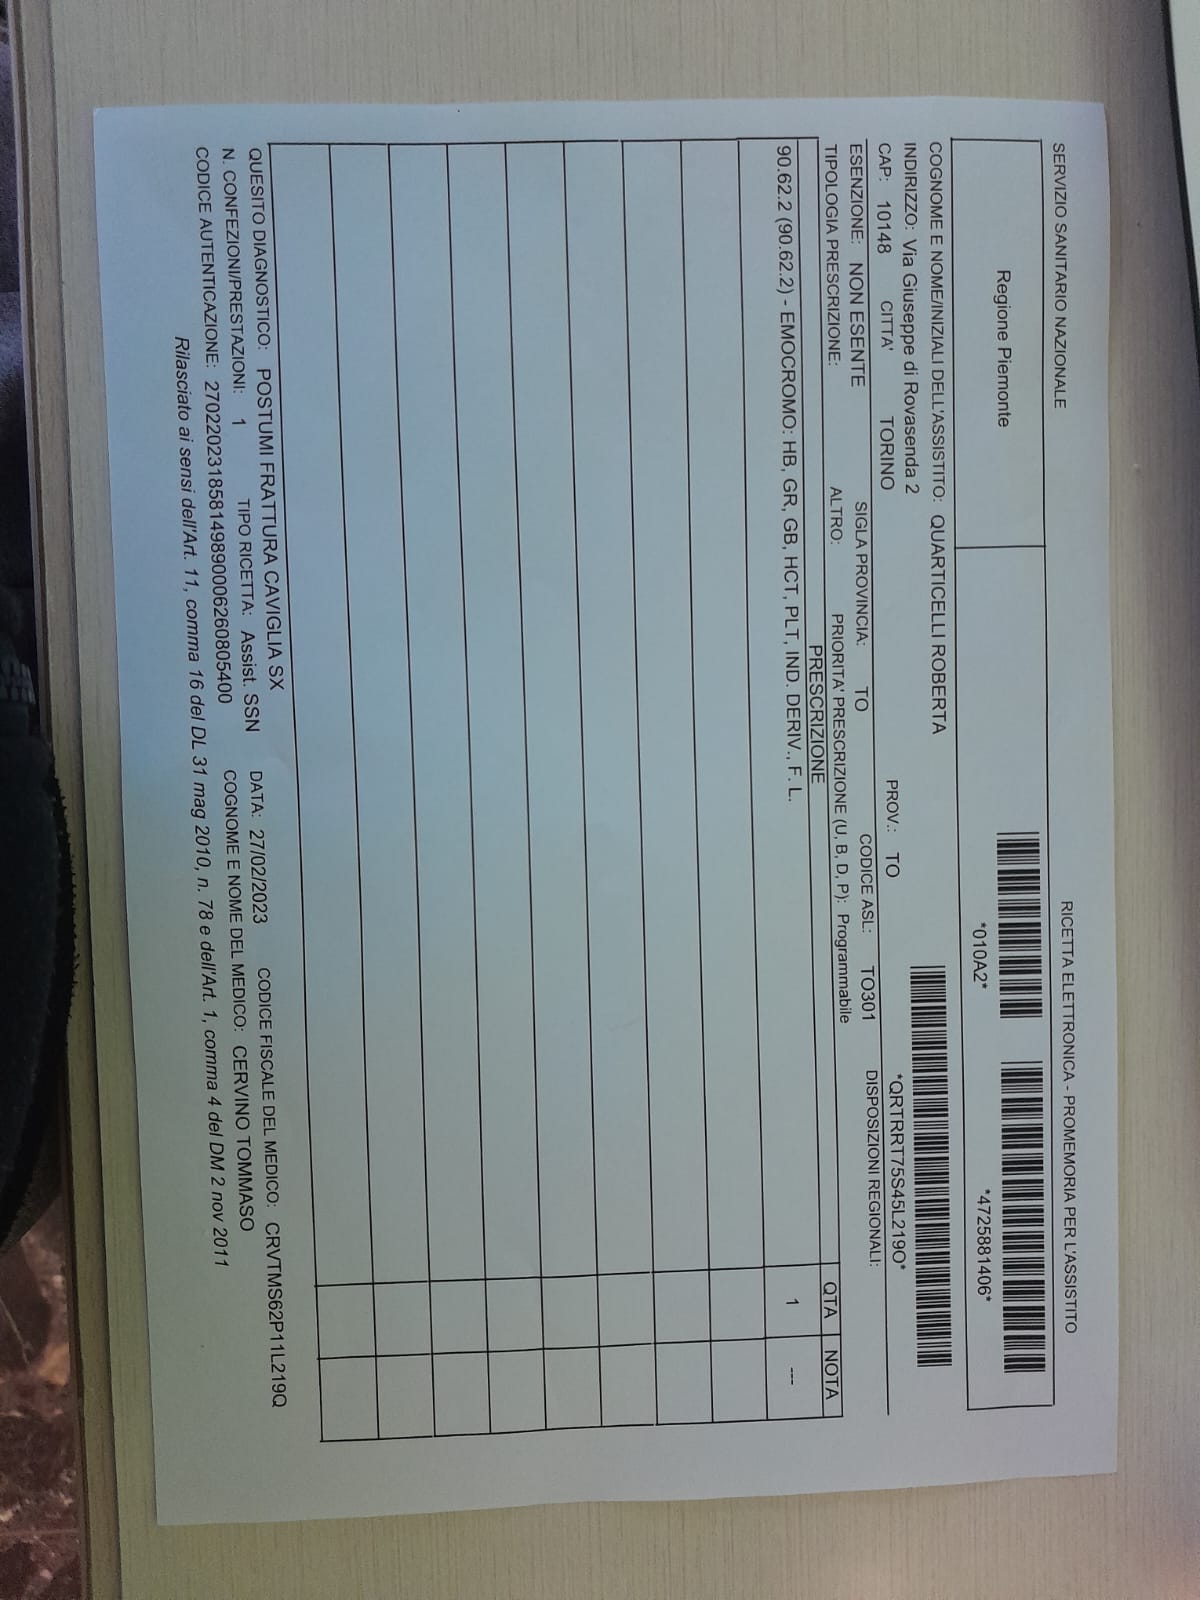 SERVIZIO SANITARIO NAZIONALE RICETTA ELETTRONICA - PROMEMORIA PER L'ASSISTITO
Regione Piemonte
*010A2* *4725881406*
COGNOME E NOME/INIZIALI DELL'ASSISTITO: QUARTICELLI ROBERTA
INDIRIZZO: Via Giuseppe di Rovasenda 2
CAP: 10148 CITTA' TORINO PROV.: TO *QRTRRT75S45L219O*
ESENZIONE: NON ESENTE SIGLA PROVINCIA: TO CODICE ASL: TO301 DISPOSIZIONI REGIONALI:
TIPOLOGIA PRESCRIZIONE: ALTRO: PRIORITA' PRESCRIZIONE (U, B, D, P): Programmabile
PRESCRIZIONE QTA NOTA
90.62.2 (90.62.2) - EMOCROMO: HB, GR, GB, HCT, PLT, IND. DERIV., F. L. 1 ---
QUESITO DIAGNOSTICO: POSTUMI FRATTURA CAVIGLIA SX
N. CONFEZIONI/PRESTAZIONI: 1 TIPO RICETTA: Assist. SSN DATA: 27/02/2023 CODICE FISCALE DEL MEDICO: CRVTMS62P11L219Q
CODICE AUTENTICAZIONE: 270220231858149890006260805400 COGNOME E NOME DEL MEDICO: CERVINO TOMMASO
Rilasciato ai sensi dell'Art. 11, comma 16 del DL 31 mag 2010, n. 78 e dell'Art. 1, comma 4 del DM 2 nov 2011